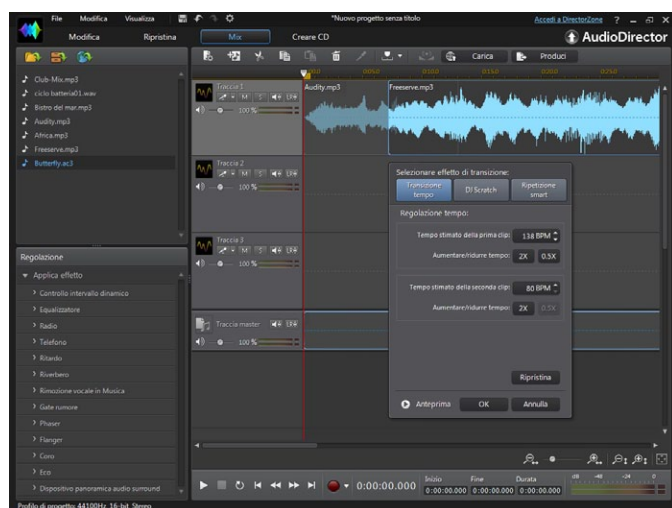 File Modifica Visualizza
*Nuovo progetto senza titolo
Accedi a DirectorZone ? – X
Modifica Ripristina Mix Creare CD
AudioDirector
Carica Produci
Club-Mix.mp3
ciclo batteria01.wav
Bistro del mar.mp3
Audity.mp3
Africa.mp3
Freeserve.mp3
Butterfly.ac3
Traccia 1
M S
100 %
Audity.mp3 Freeserve.mp3
Traccia 2
M S
100 %
Traccia 3
M S
100 %
Traccia master
100 %
Selezionare effetto di transizione:
Transizione tempo
DJ Scratch
Ripetizione smart
Regolazione tempo:
Tempo stimato della prima clip: 138 BPM
Aumentare/ridurre tempo: 2X 0.5X
Tempo stimato della seconda clip: 80 BPM
Aumentare/ridurre tempo: 2X 0.5X
Ripristina
Anteprima OK Annulla
Regolazione
Applica effetto
Controllo intervallo dinamico
Equalizzatore
Radio
Telefono
Ritardo
Riverbero
Rimozione vocale in Musica
Gate rumore
Phaser
Flanger
Coro
Eco
Dispositivo panoramica audio surround
0:00:00.000
Inizio Fine Durata
0:00:00.000 0:00:00.000 0:00:00.000
dB -48 -24 0
Profilo di progetto: 44100Hz, 16-bit, Stereo